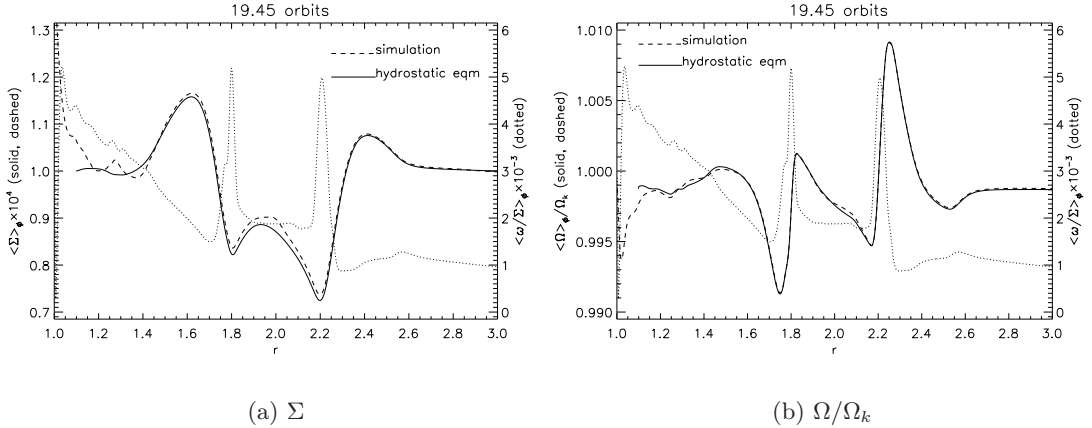 19.45 orbits
simulation
hydrostatic eqm
<Σ>ϕ×10⁴ (solid, dashed)
1.3
1.2
1.1
1.0
0.9
0.8
0.7
<ω/Σ>ϕ×10⁻³ (dotted)
6
5
4
3
2
1
0
1.0 1.2 1.4 1.6 1.8 2.0 2.2 2.4 2.6 2.8 3.0
r
(a) Σ
19.45 orbits
simulation
hydrostatic eqm
<Ω>ϕ/Ωk (solid, dashed)
1.010
1.005
1.000
0.995
0.990
<ω/Σ>ϕ×10⁻³ (dotted)
6
5
4
3
2
1
0
1.0 1.2 1.4 1.6 1.8 2.0 2.2 2.4 2.6 2.8 3.0
r
(b) Ω/Ωk